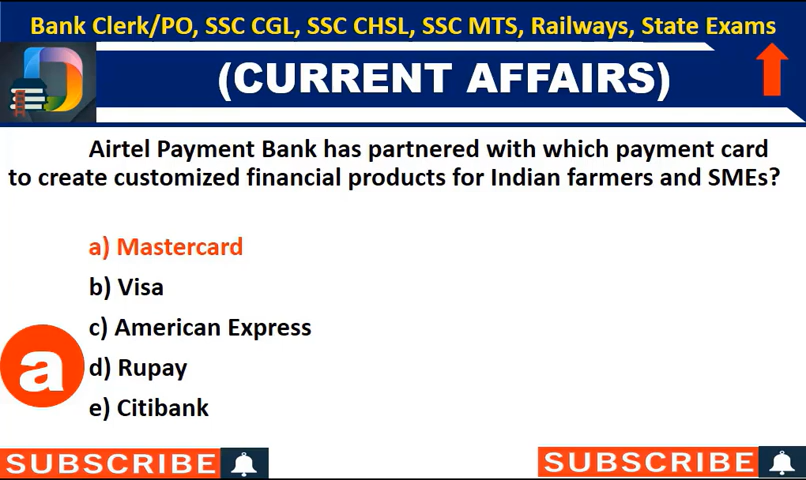 Bank Clerk/PO, SSC CGL, SSC CHSL, SSC MTS, Railways, State Exams
(CURRENT AFFAIRS)
Airtel Payment Bank has partnered with which payment card
to create customized financial products for Indian farmers and SMEs?
a) Mastercard
b) Visa
c) American Express
a
d) Rupay
e) Citibank
SUBSCRIBE
SUBSCRIBE